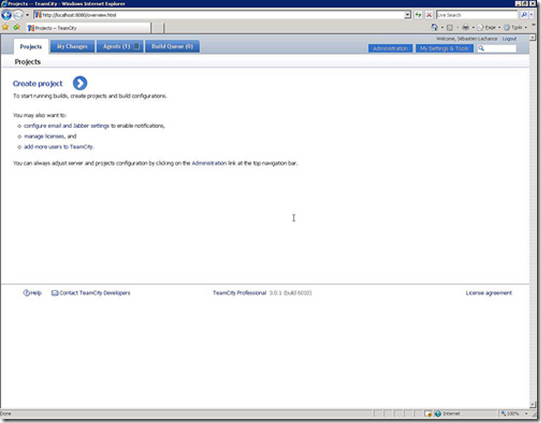 Projects -- TeamCity - Windows Internet Explorer
http://localhost:8080/overview.html
Live Search
Projects -- TeamCity
Page
Tools
Welcome, Sébastien Lachance Logout
Projects My Changes Agents (1) Build Queue (0)
Administration My Settings & Tools
Projects
Create project
To start running builds, create projects and build configurations.
You may also want to:
configure email and Jabber settings to enable notifications,
manage licenses, and
add more users to TeamCity.
You can always adjust server and projects configuration by clicking on the Administration link at the top navigation bar.
Help Contact TeamCity Developers TeamCity Professional 3.0.1 (build 6010) License agreement
Done Internet 100%